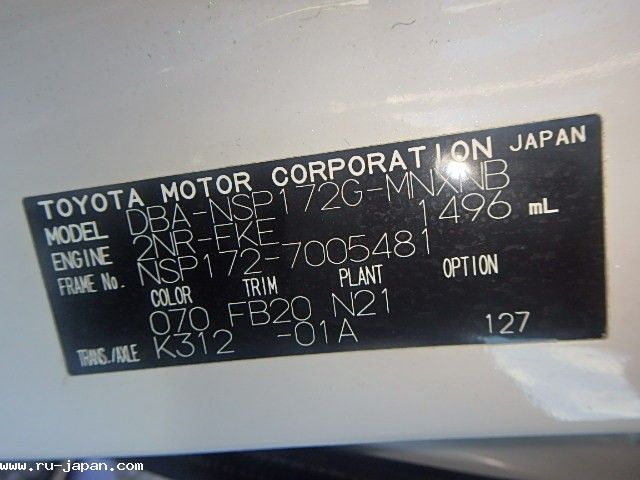 TOYOTA MOTOR CORPORATION JAPAN
MODEL DBA-NSP172G-MNXNB
ENGINE 2NR-FKE 1496 mL
FRAME No. NSP172-7005481
COLOR TRIM PLANT OPTION
070 FB20 N21
TRANS./AXLE K312 -01A 127
www.ru-japan.com